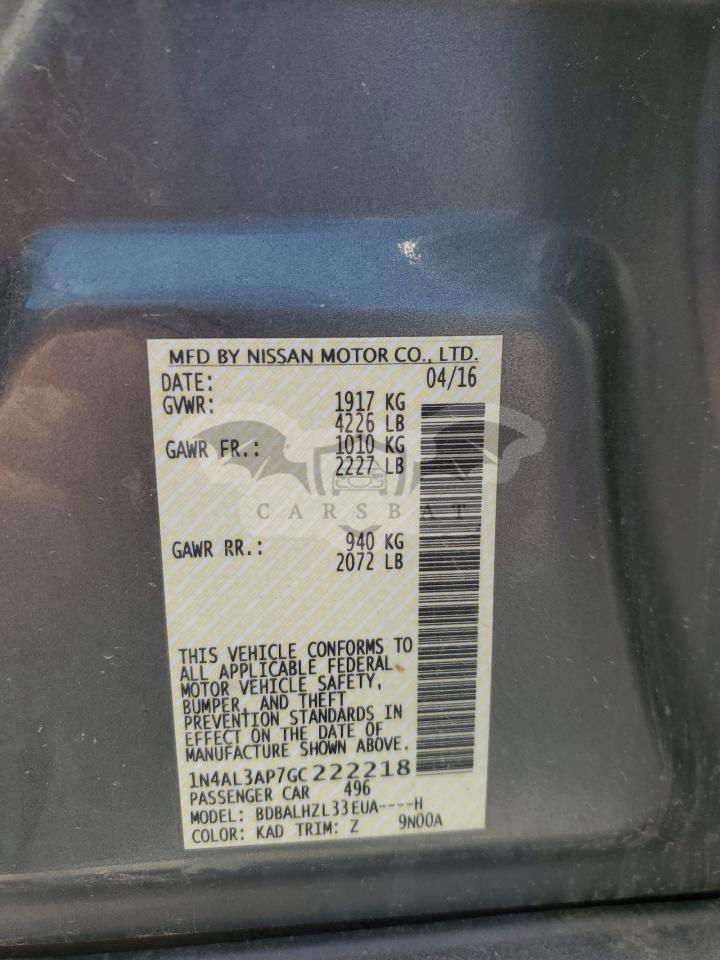 MFD BY NISSAN MOTOR CO., LTD.
DATE: 04/16
GVWR: 1917 KG
4226 LB
GAWR FR.: 1010 KG
2227 LB
CARSBAT
GAWR RR.: 940 KG
2072 LB
THIS VEHICLE CONFORMS TO
ALL APPLICABLE FEDERAL
MOTOR VEHICLE SAFETY,
BUMPER, AND THEFT
PREVENTION STANDARDS IN
EFFECT ON THE DATE OF
MANUFACTURE SHOWN ABOVE.
1N4AL3AP7GC222218
PASSENGER CAR 496
MODEL: BDBALHZL33EUA----H
COLOR: KAD TRIM: Z 9N00A